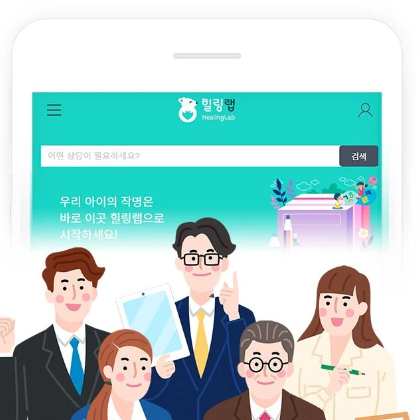 힐링랩
HealingLab
어떤 상담이 필요하세요?
검색
우리 아이의 작명은
바로 이곳 힐링랩으로
시작하세요!